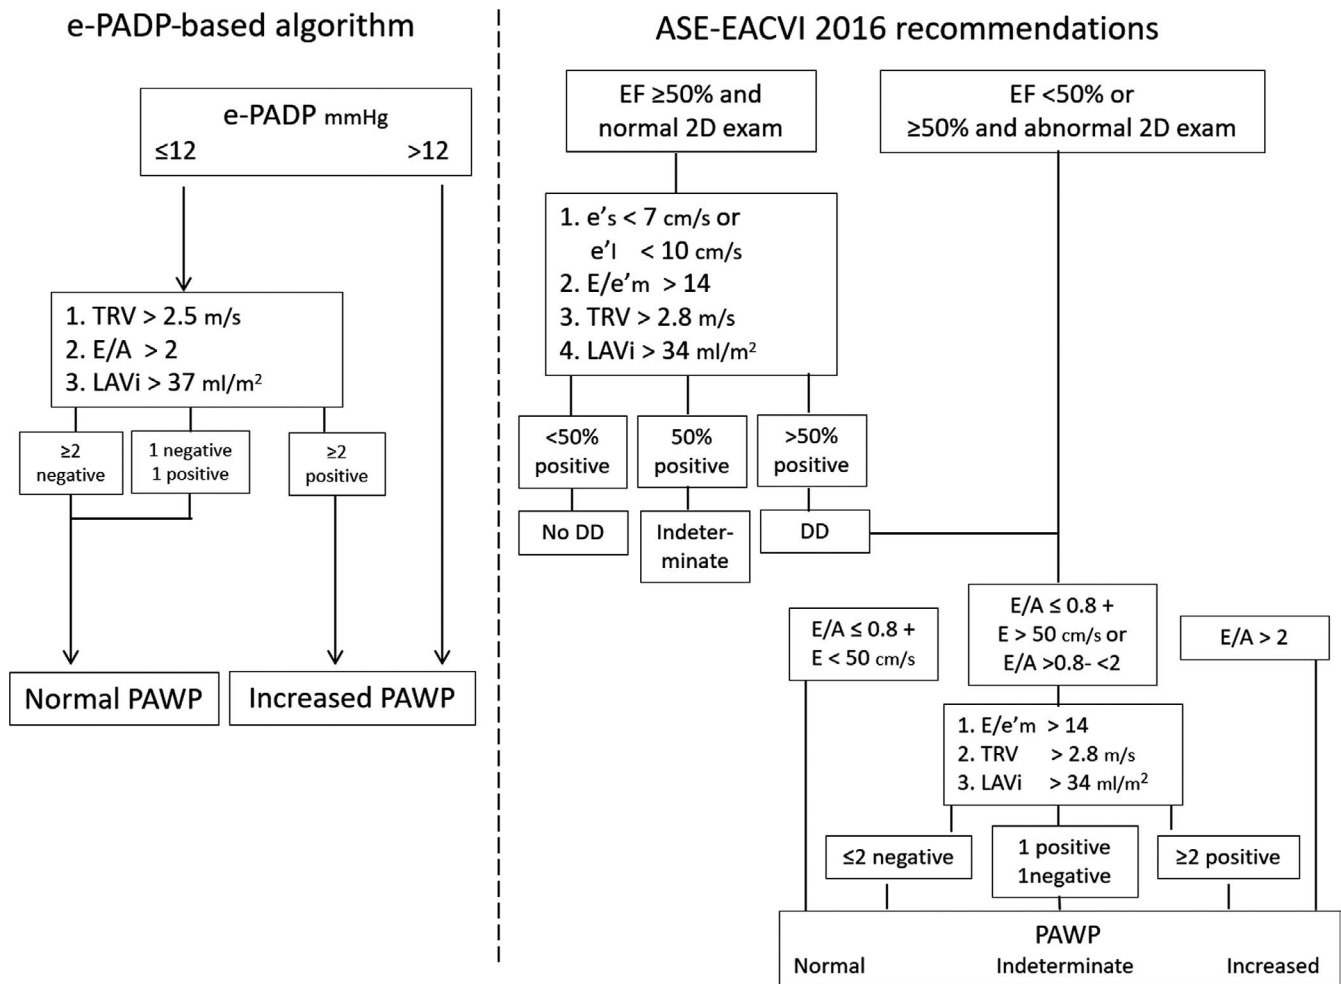 e-PADP-based algorithm
e-PADP mmHg
≤12 >12
1. TRV > 2.5 m/s
2. E/A > 2
3. LAVi > 37 ml/m²
≥2
negative
1 negative
1 positive
≥2
positive
Normal PAWP
Increased PAWP
ASE-EACVI 2016 recommendations
EF ≥50% and
normal 2D exam
EF <50% or
≥50% and abnormal 2D exam
1. e's < 7 cm/s or
e'l < 10 cm/s
2. E/e'm > 14
3. TRV > 2.8 m/s
4. LAVi > 34 ml/m²
<50%
positive
50%
positive
>50%
positive
No DD
Indeter-
minate
DD
E/A ≤ 0.8 +
E < 50 cm/s
E/A ≤ 0.8 +
E > 50 cm/s or
E/A >0.8- <2
E/A > 2
1. E/e'm > 14
2. TRV > 2.8 m/s
3. LAVi > 34 ml/m²
≤2 negative
1 positive
1negative
≥2 positive
PAWP
Normal Indeterminate Increased